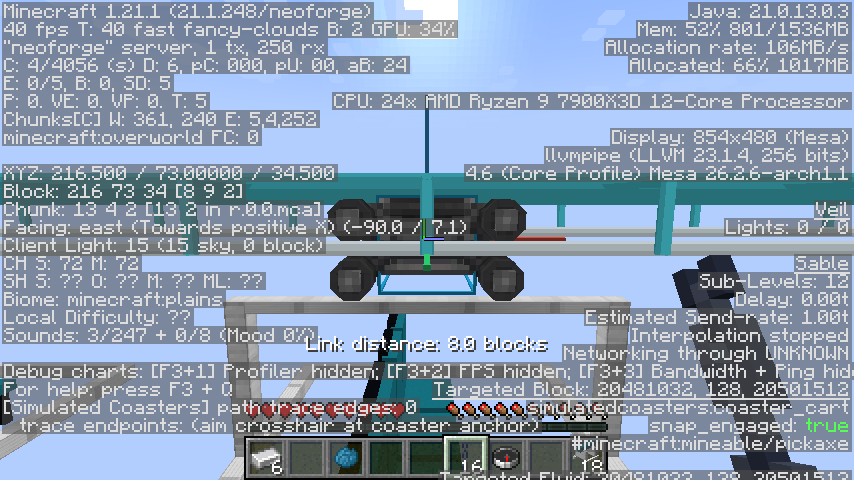 Minecraft 1.21.1 (21.1.248/neoforge)
40 fps T: 40 fast fancy-clouds B: 2 GPU: 34%
"neoforge" server, 1 tx, 250 rx
C: 4/4056 (s) D: 6, pC: 000, pU: 00, aB: 24
E: 0/5, B: 0, SD: 5
P: 0. VE: 0. VP: 0. T: 5
Chunks[C] W: 361, 240 E: 5,4,253
minecraft:overworld FC: 0
XYZ: 216.500 / 73.00000 / 34.500
Block: 216 73 34 [8 9 2]
Chunk: 13 4 2 [13 2 in r.0.0.mca]
Facing: east (Towards positive X) (-90.0 / 7.1)
Client Light: 15 (15 sky, 0 block)
CH S: 72 M: 72
SH S: ?? O: ?? M: ?? ML: ??
Biome: minecraft:plains
Local Difficulty: ??
Sounds: 3/247 + 0/8 (Mood 0%)
Debug charts: [F3+1] Profiler hidden; [F3+2] FPS hidden; [F3+3] Bandwidth + Ping
For help: press F3 + Q
[Simulated Coasters]
trace endpoints: (aim crosshair at coaster anchor)
Java: 21.0.13.0.3
Mem: 52% 801/1536MB
Allocation rate: 106MB/s
Allocated: 66% 1017MB
CPU: 24x AMD Ryzen 9 7900X3D 12-Core Processor
Display: 854x480 (Mesa)
llvmpipe (LLVM 23.1.4, 256 bits)
4.6 (Core Profile) Mesa 26.2.6-arch1.1
Veil
Lights: 0 / 0
Sable
Sub-Levels: 12
Delay: 0.00t
Estimated Send-rate: 1.00t
Interpolation stopped
Networking through UNKNOWN
Targeted Block: 20481032, 128, 20501512
snap_engaged: true
#minecraft:mineable/pickaxe
Link distance: 8.0 blocks
6
16
18